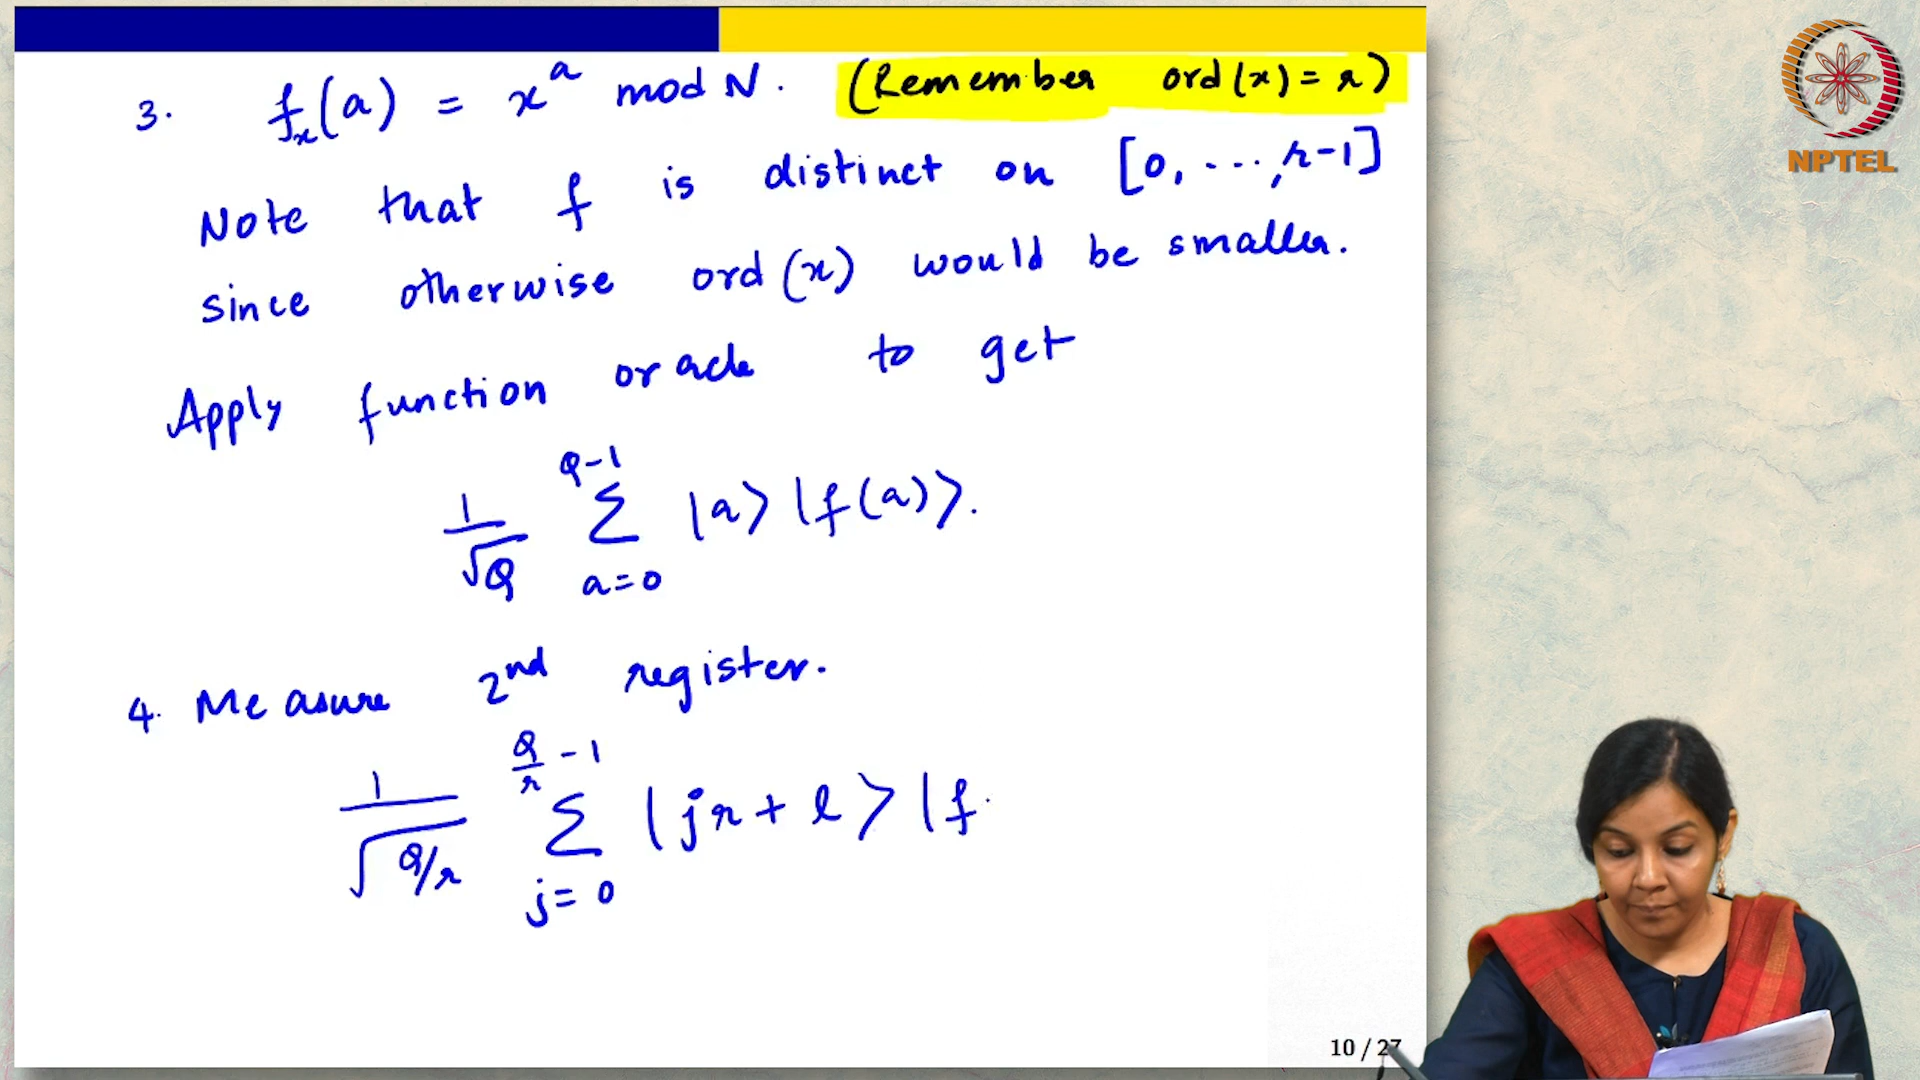 3. fₓ(a) = xᵃ mod N. (Remember ord(x) = r)
NPTEL
Note that f is distinct on [0, ..., r-1]
since otherwise ord(x) would be smaller.
Apply function oracle to get
1/√Q Σ_{a=0}^{Q-1} |a⟩ |f(a)⟩.
4. Measure 2ⁿᵈ register.
1/√(Q/r) Σ_{j=0}^{Q/r - 1} |jr + l⟩ |f
10 / 27